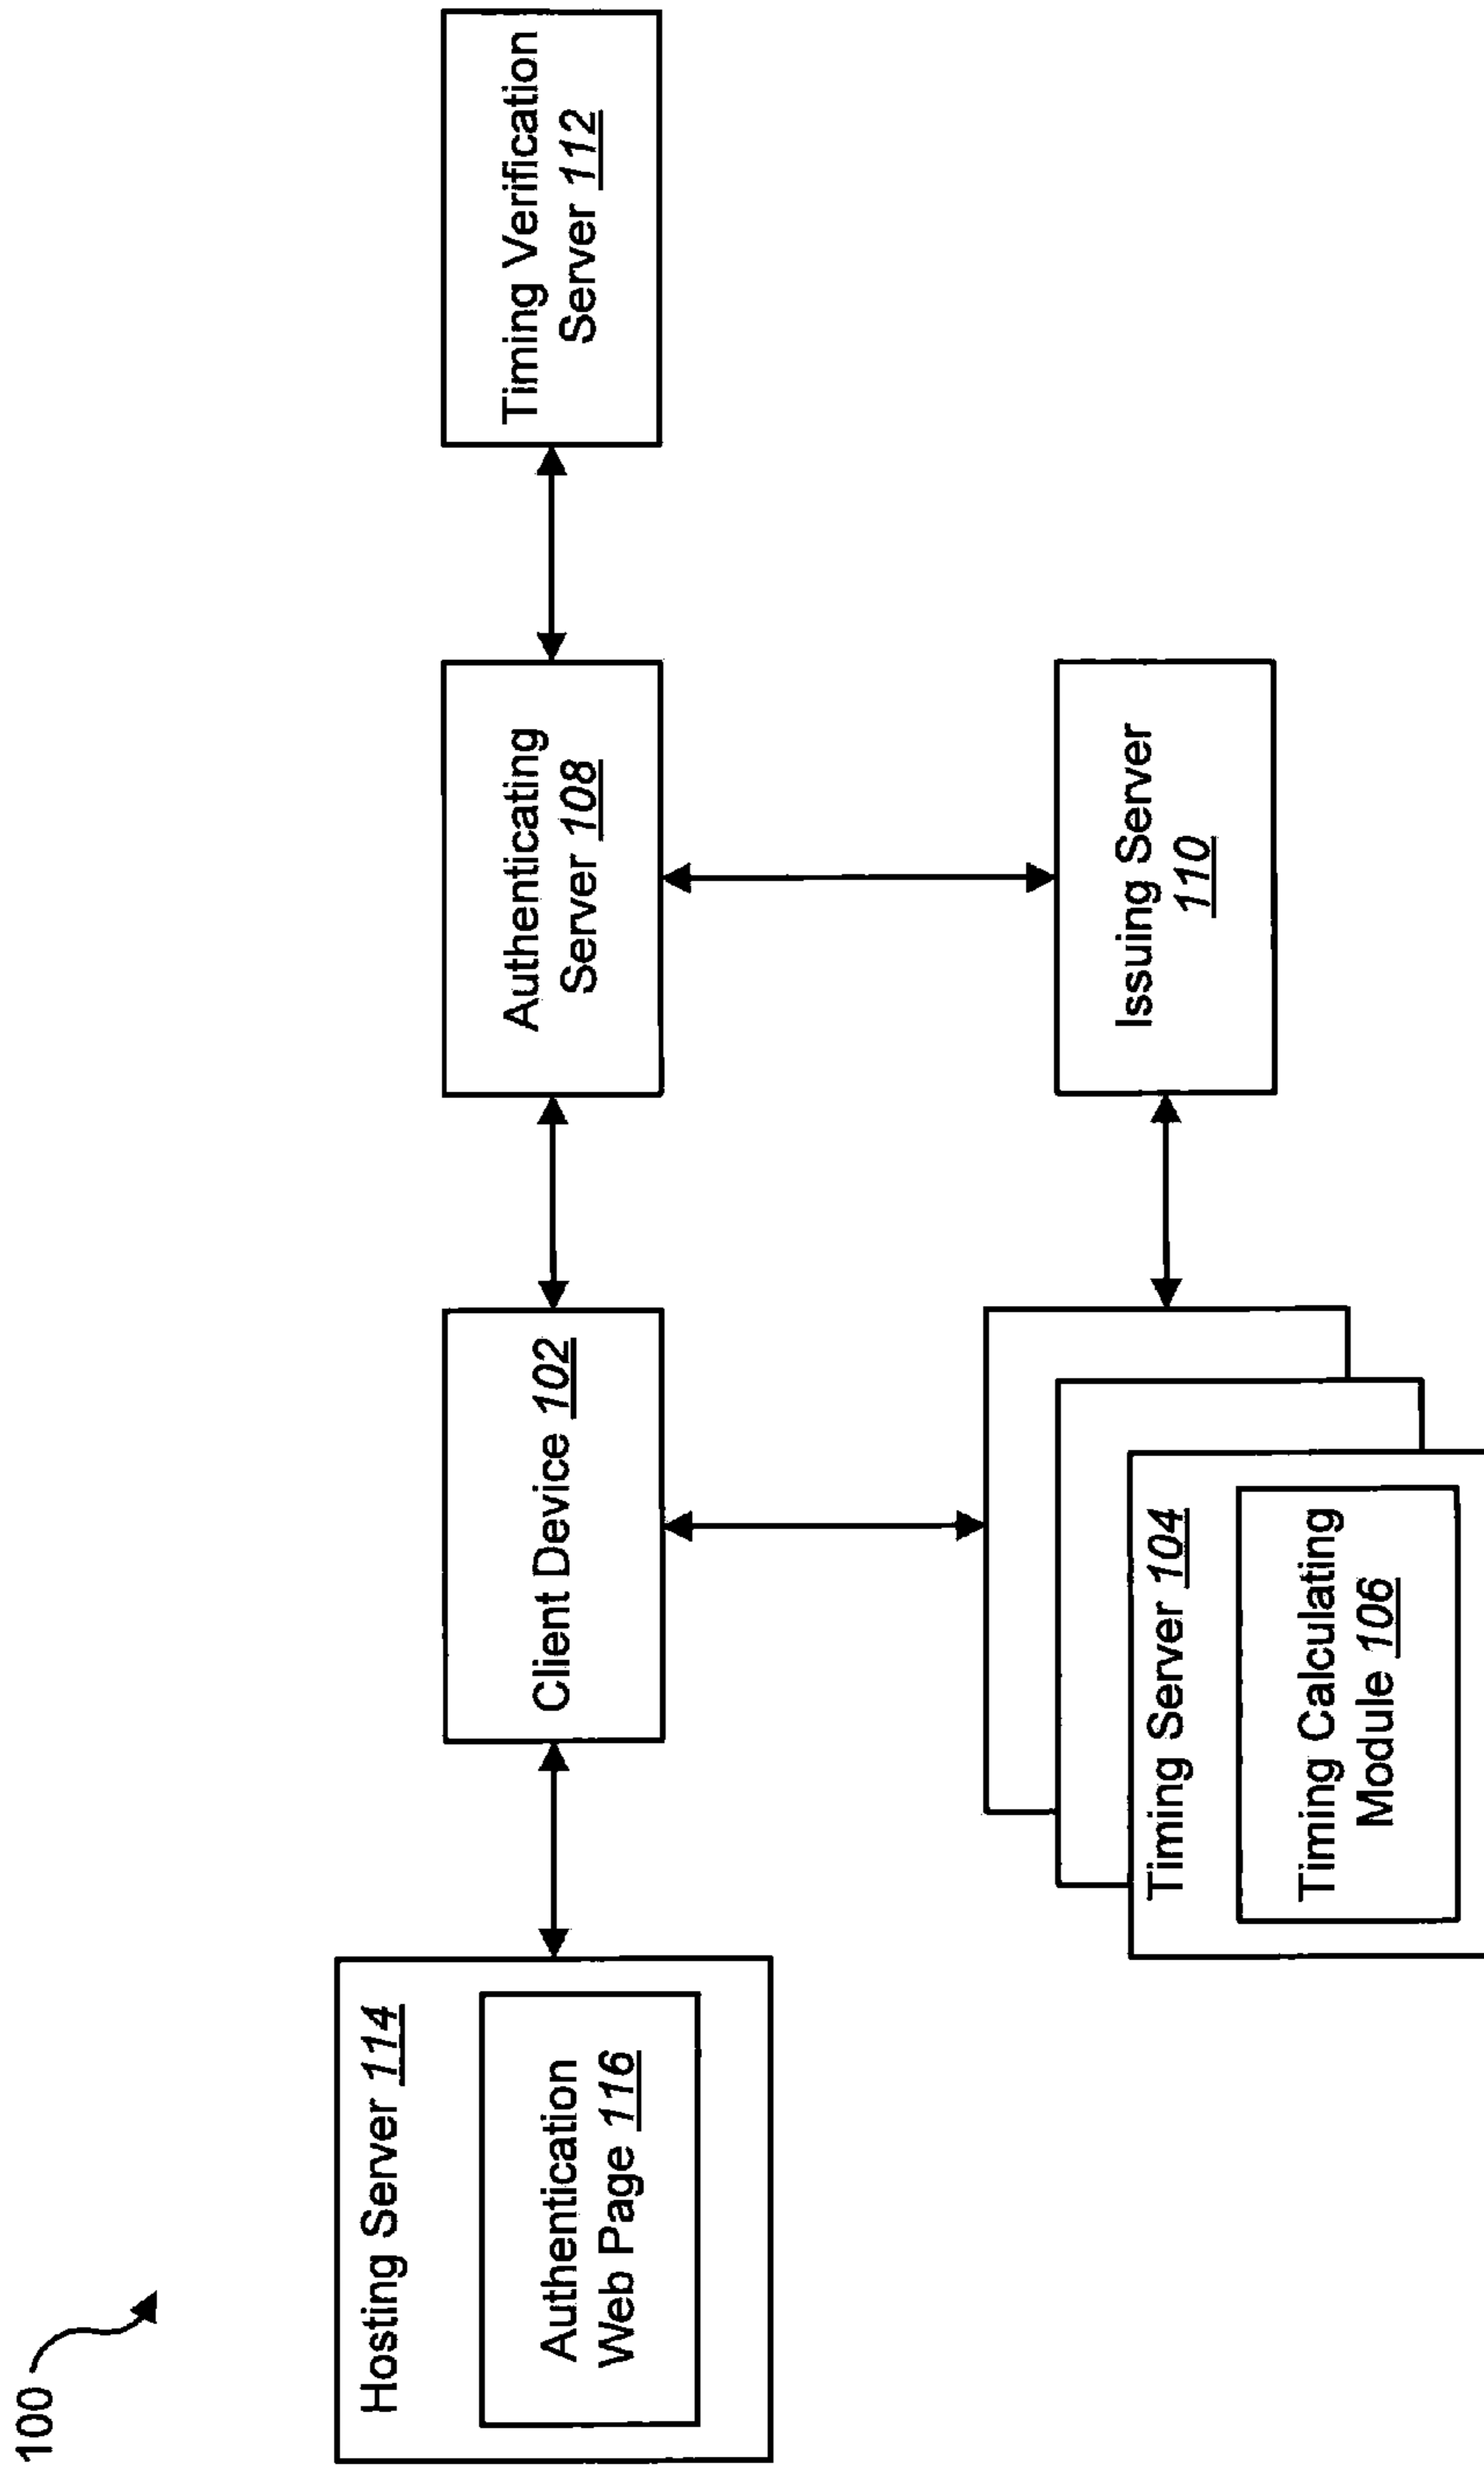 100
Hosting Server 114
Authentication
Web Page 116
Client Device 102
Authenticating
Server 108
Timing Verification
Server 112
Timing Server 104
Timing Calculating
Module 106
Issuing Server
110